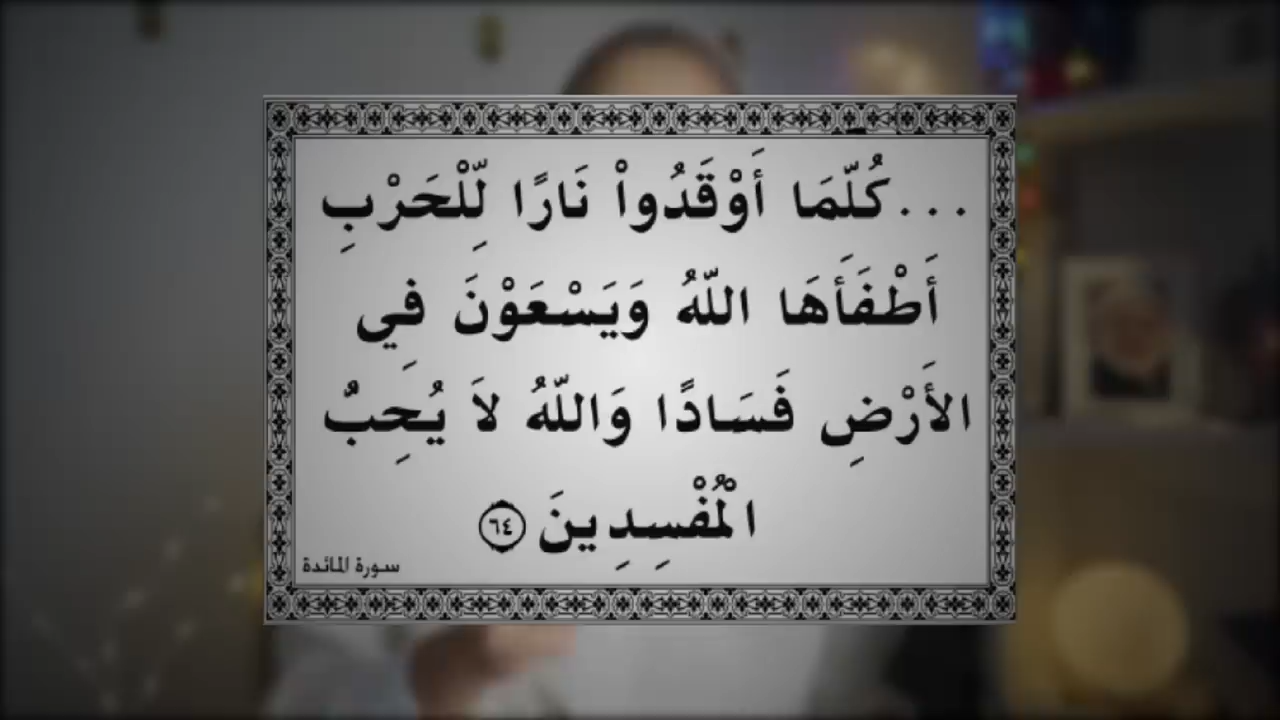 ...كُلَّمَا أَوْقَدُواْ نَارًا لِّلْحَرْبِ
أَطْفَأَهَا اللّهُ وَيَسْعَوْنَ فِي
الأَرْضِ فَسَادًا وَاللّهُ لاَ يُحِبُّ
الْمُفْسِدِينَ ٦٤
سورة المائدة